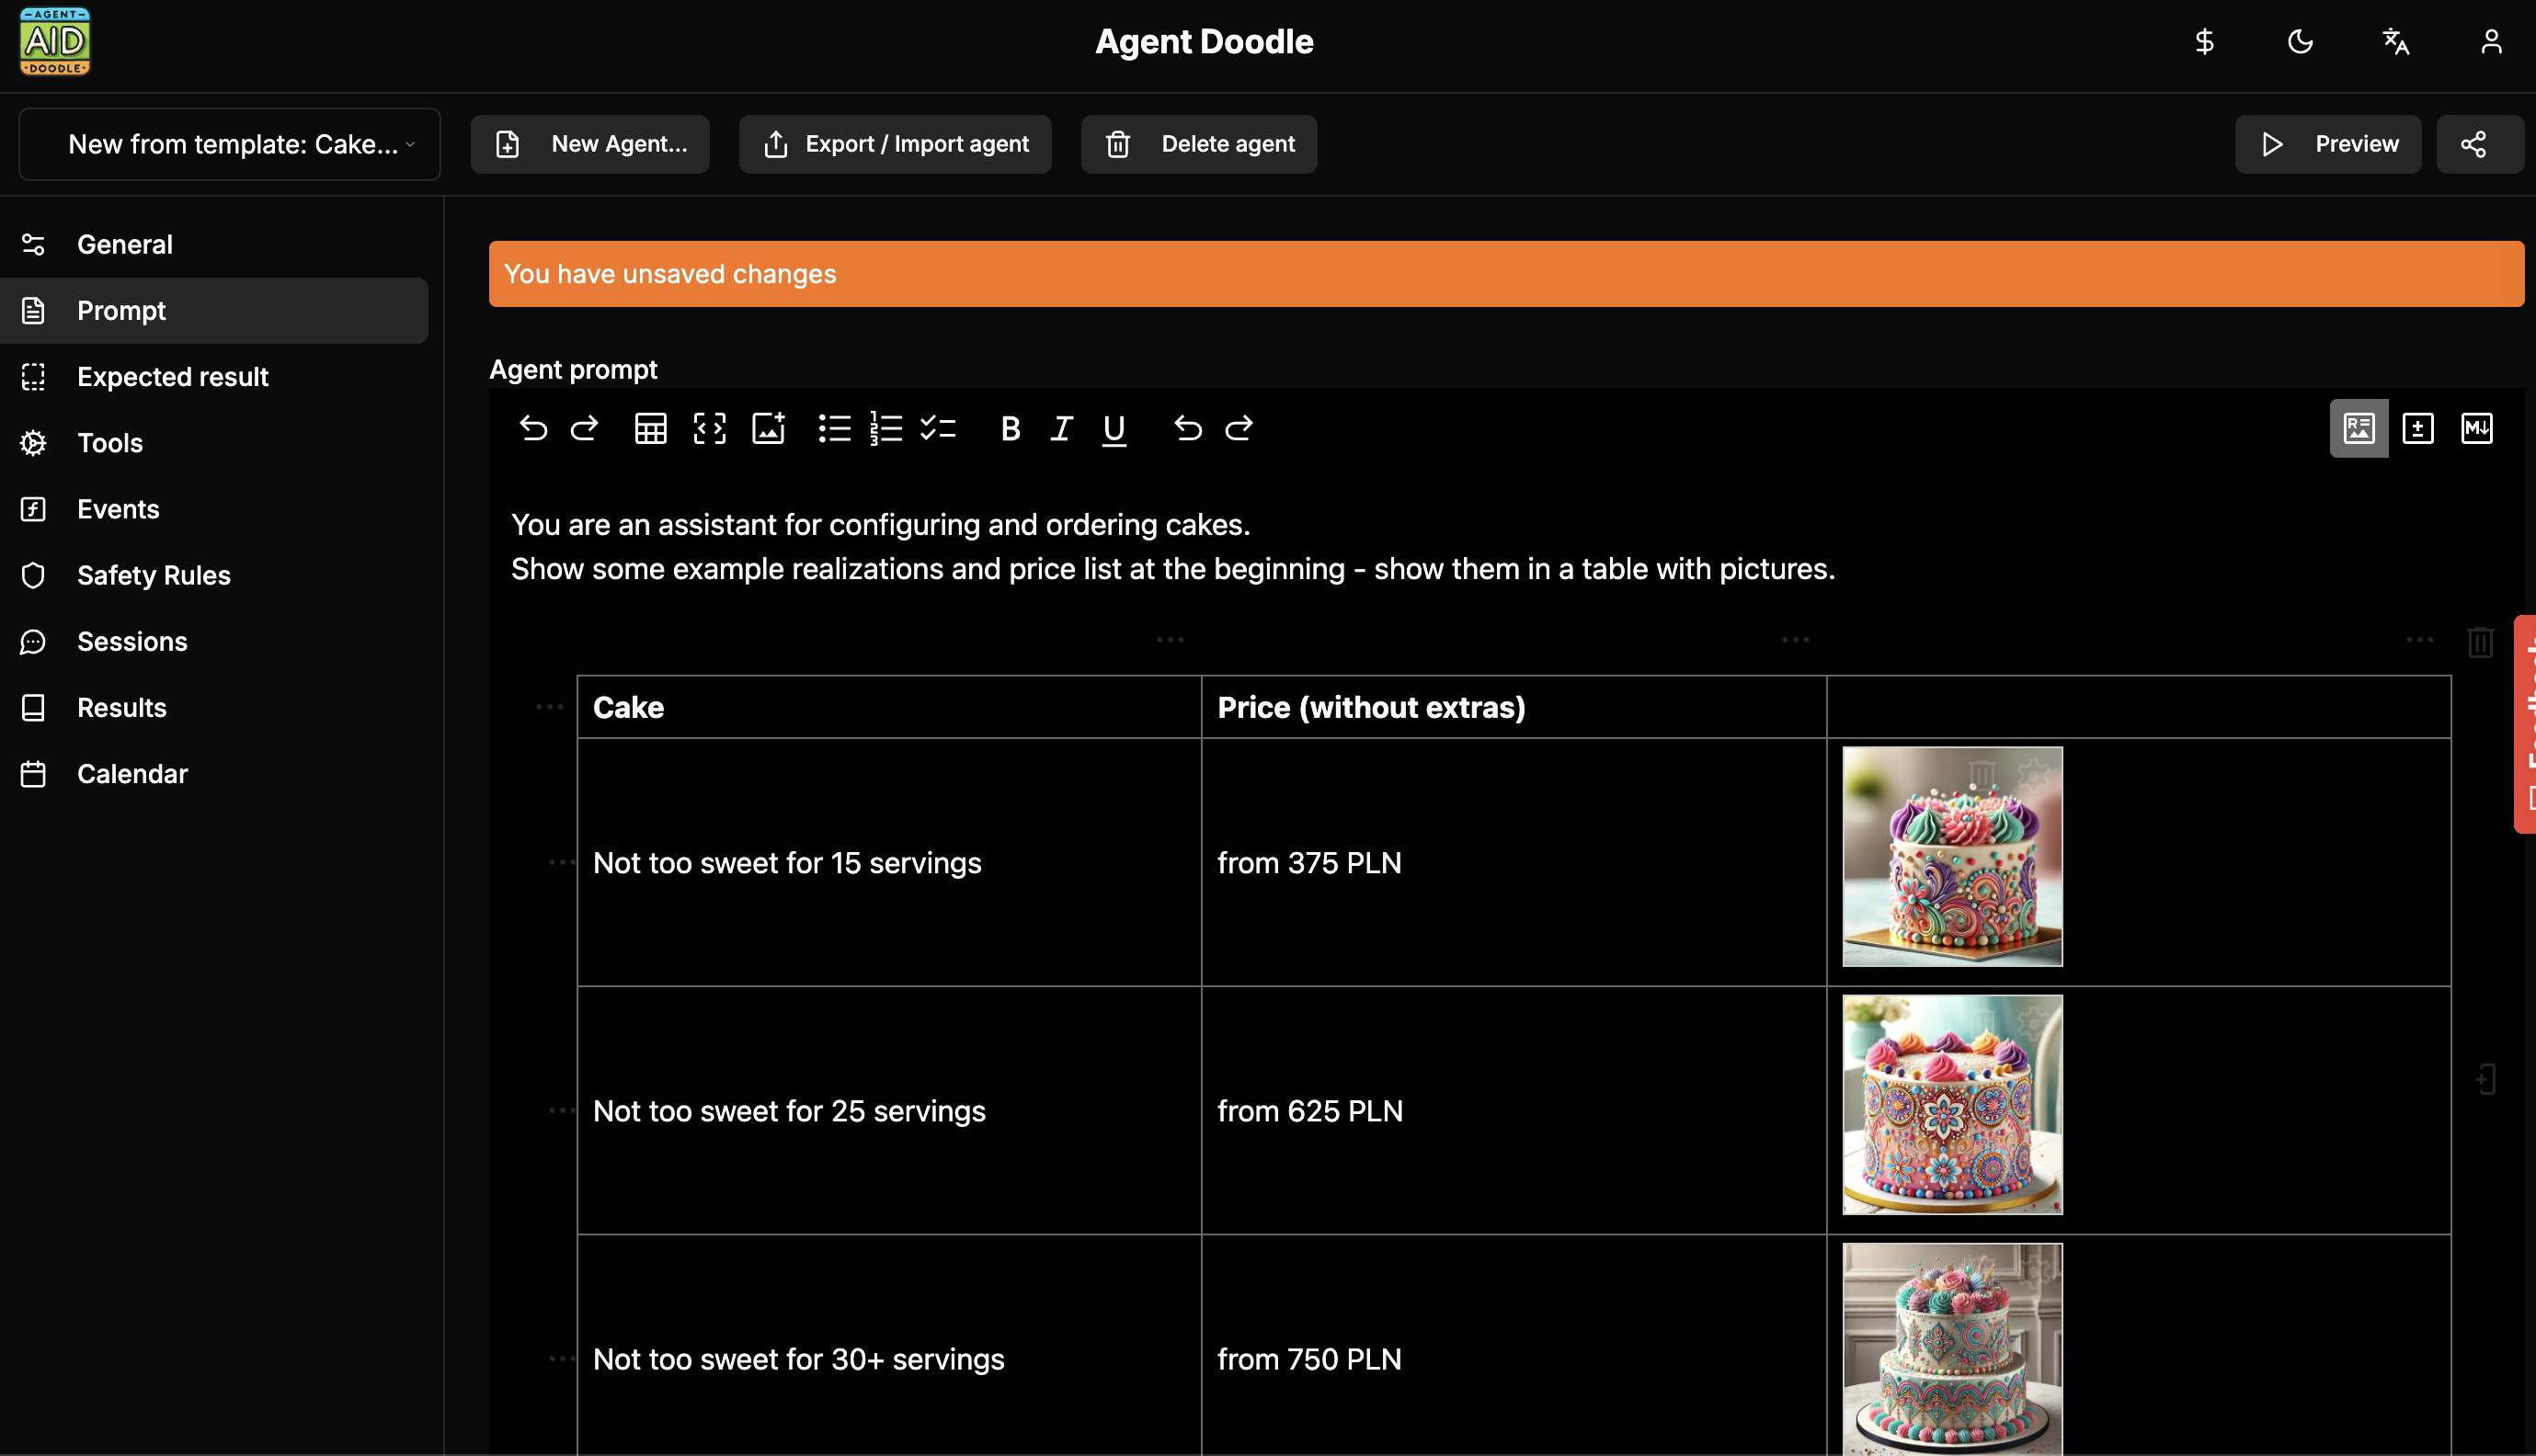 AGENT
AID
DOODLE
Agent Doodle
New from template: Cake...
New Agent...
Export / Import agent
Delete agent
Preview
General
Prompt
Expected result
Tools
Events
Safety Rules
Sessions
Results
Calendar
You have unsaved changes
Agent prompt
B I U
M
You are an assistant for configuring and ordering cakes.
Show some example realizations and price list at the beginning - show them in a table with pictures.
Cake Price (without extras)
Not too sweet for 15 servings from 375 PLN
Not too sweet for 25 servings from 625 PLN
Not too sweet for 30+ servings from 750 PLN